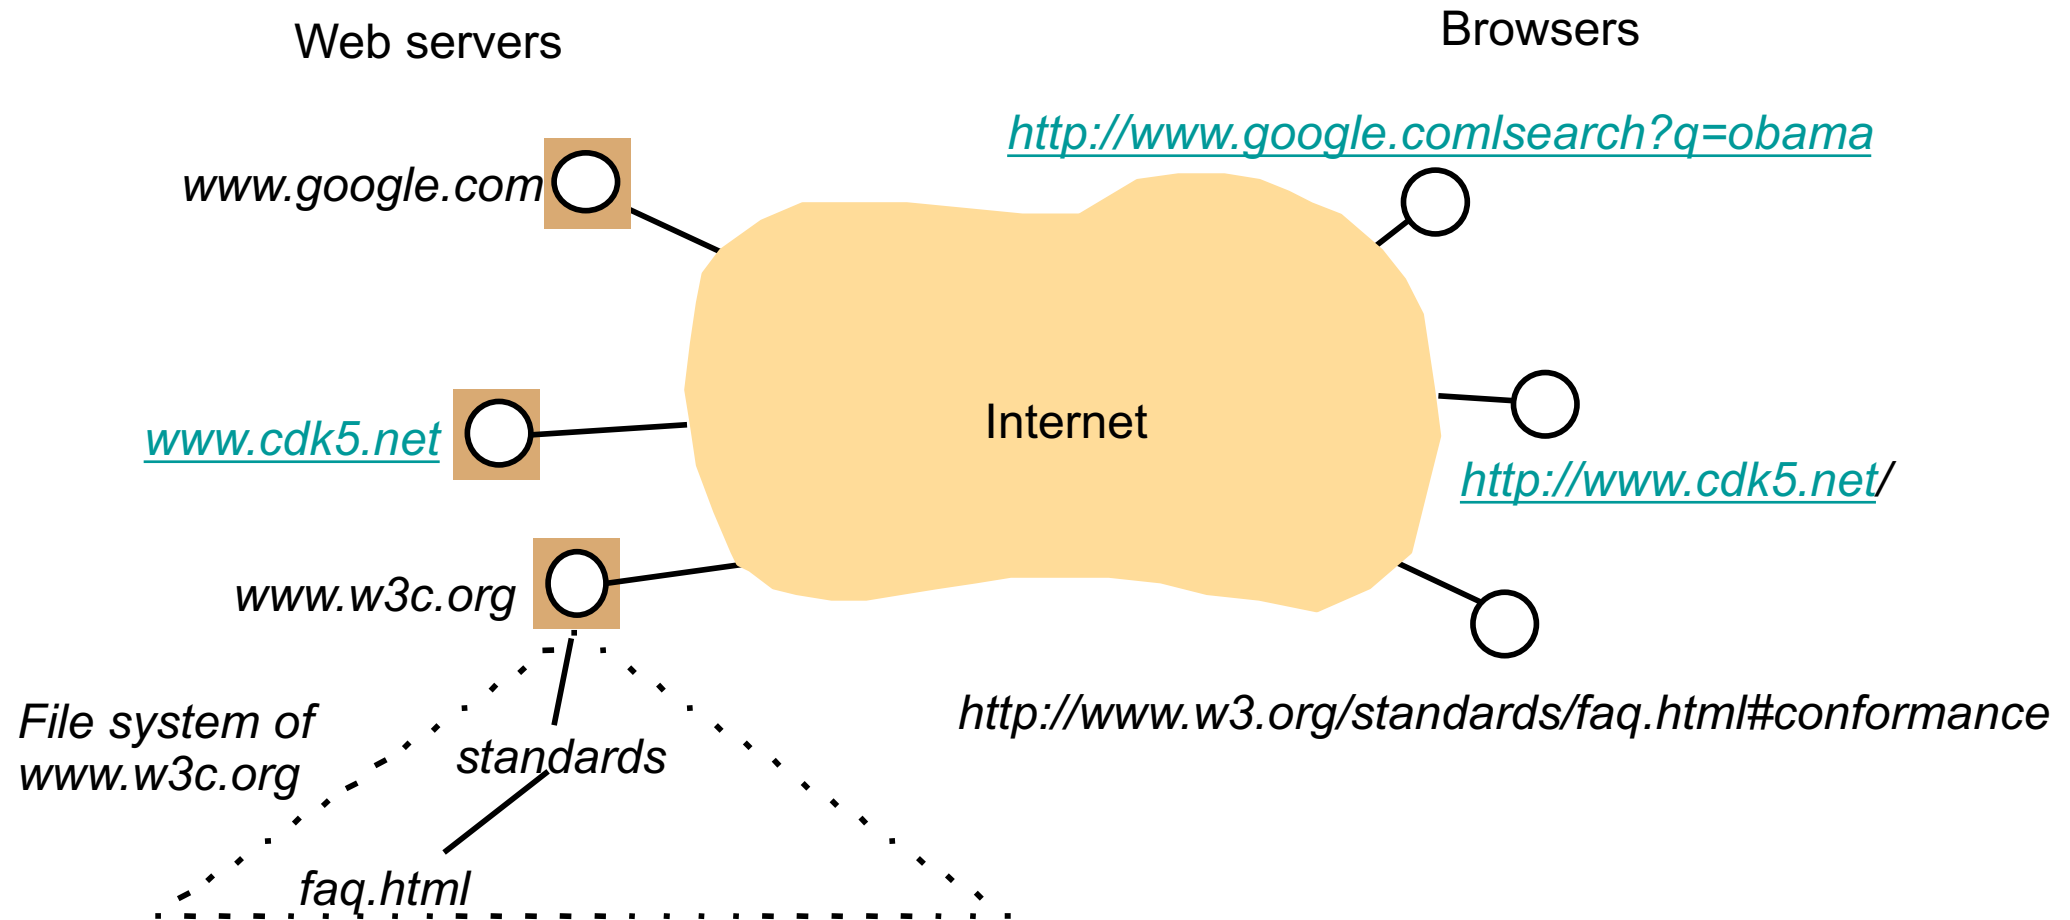 Web servers
Browsers
http://www.google.comlsearch?q=obama
www.google.com
Internet
www.cdk5.net
http://www.cdk5.net/
www.w3c.org
File system of
www.w3c.org
standards
http://www.w3.org/standards/faq.html#conformance
faq.html